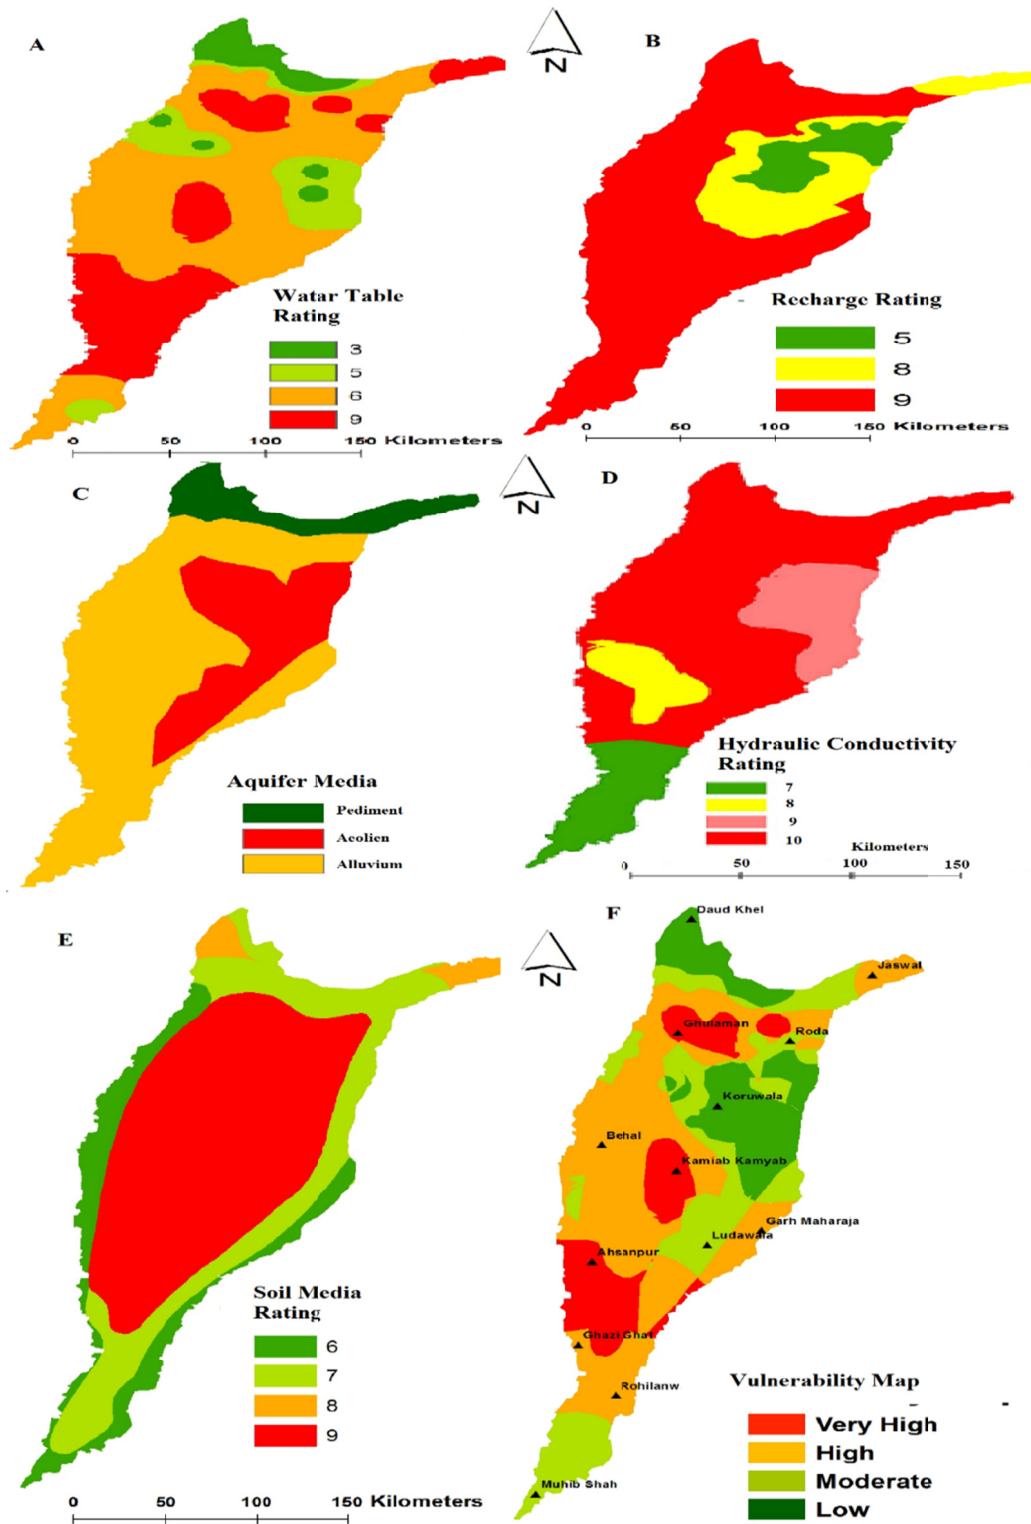 A
N
Watar Table
Rating
3
5
6
9
0 50 100 150 Kilometers
B
Recharge Rating
5
8
9
0 50 100 150 Kilometers
C
N
Aquifer Media
Pediment
Aeolien
Alluvium
D
Hydraulic Conductivity
Rating
7
8
9
10
Kilometers
0 50 100 150
E
N
Soil Media
Rating
6
7
8
9
0 50 100 150 Kilometers
F
Daud Khel
Jaswal
Ghulaman
Roda
Koruwala
Behal
Kamiab Kamyab
Garh Maharaja
Ludawala
Ahsanpur
Ghazi Ghat
Rohilanw
Muhib Shah
Vulnerability Map
Very High
High
Moderate
Low